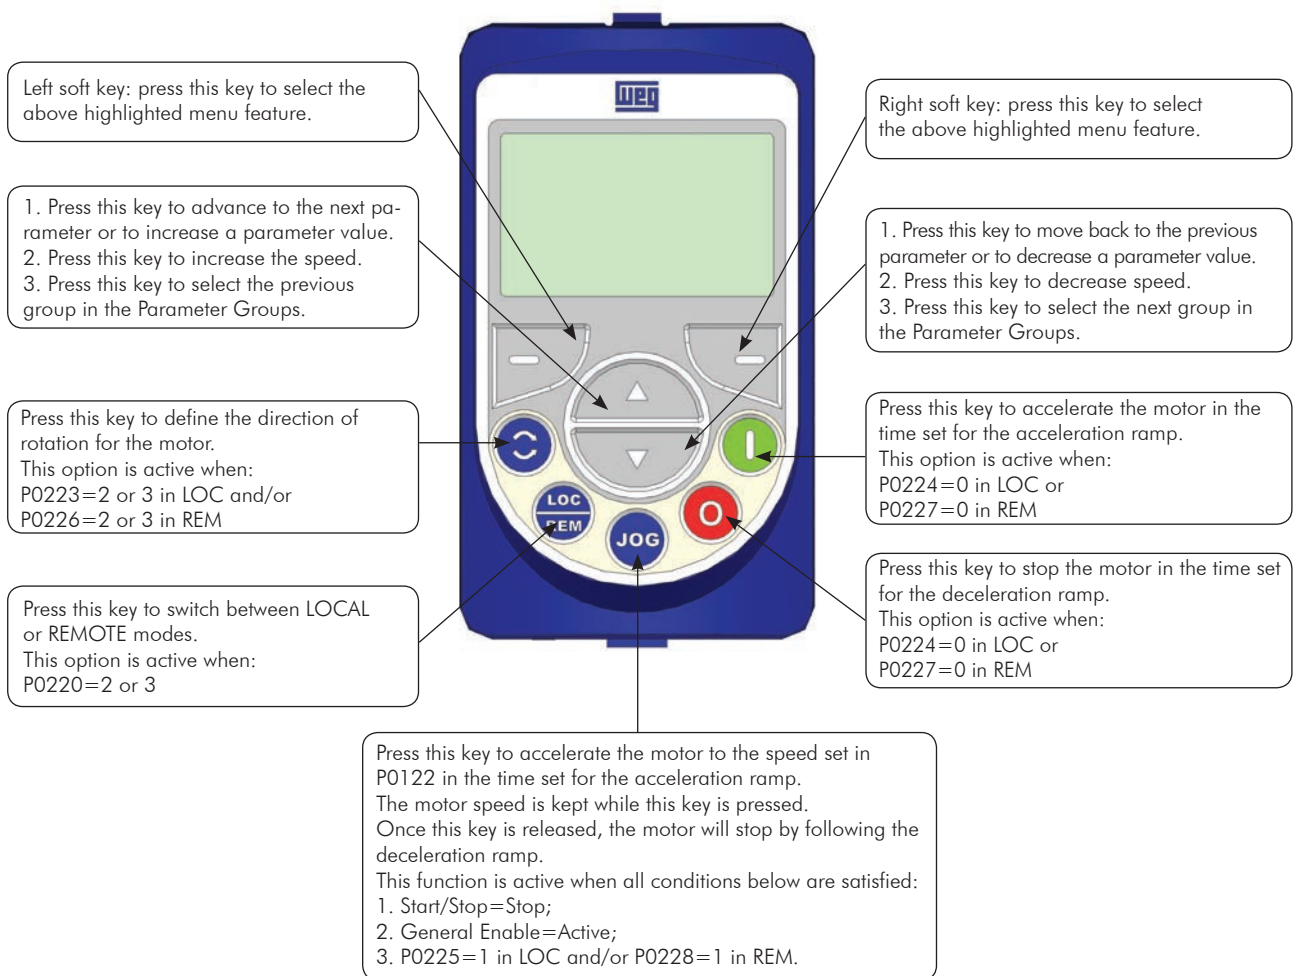 Left soft key: press this key to select the
above highlighted menu feature.
1. Press this key to advance to the next pa-
rameter or to increase a parameter value.
2. Press this key to increase the speed.
3. Press this key to select the previous
group in the Parameter Groups.
Press this key to define the direction of
rotation for the motor.
This option is active when:
P0223=2 or 3 in LOC and/or
P0226=2 or 3 in REM
Press this key to switch between LOCAL
or REMOTE modes.
This option is active when:
P0220=2 or 3
weg
LOC
REM
JOG
Right soft key: press this key to select
the above highlighted menu feature.
1. Press this key to move back to the previous
parameter or to decrease a parameter value.
2. Press this key to decrease speed.
3. Press this key to select the next group in
the Parameter Groups.
Press this key to accelerate the motor in the
time set for the acceleration ramp.
This option is active when:
P0224=0 in LOC or
P0227=0 in REM
Press this key to stop the motor in the time set
for the deceleration ramp.
This option is active when:
P0224=0 in LOC or
P0227=0 in REM
Press this key to accelerate the motor to the speed set in
P0122 in the time set for the acceleration ramp.
The motor speed is kept while this key is pressed.
Once this key is released, the motor will stop by following the
deceleration ramp.
This function is active when all conditions below are satisfied:
1. Start/Stop=Stop;
2. General Enable=Active;
3. P0225=1 in LOC and/or P0228=1 in REM.